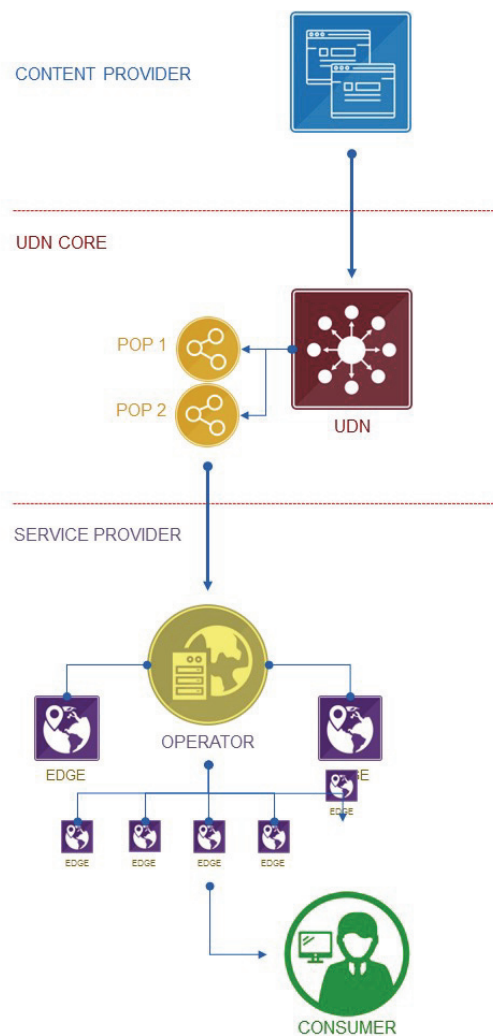 CONTENT PROVIDER
UDN CORE
POP 1
POP 2
UDN
SERVICE PROVIDER
OPERATOR
EDGE
GE
EDGE
EDGE
EDGE
EDGE
EDGE
CONSUMER